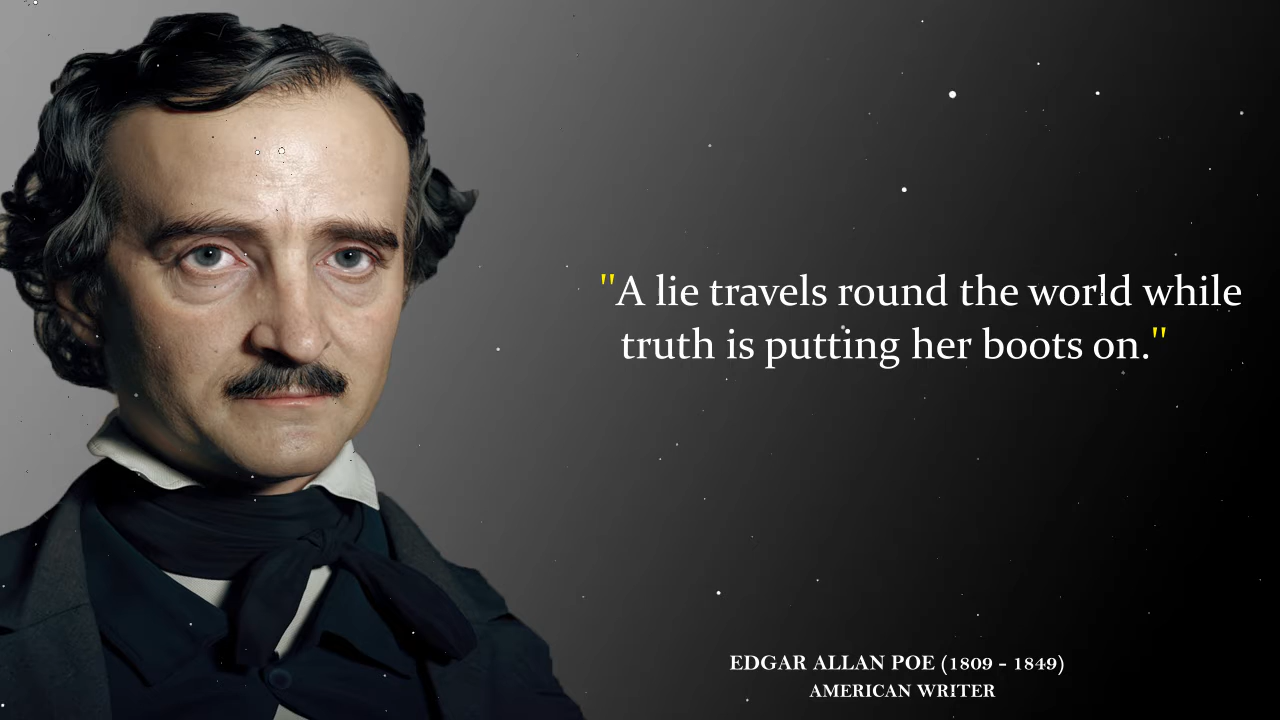 "A lie travels round the world while
truth is putting her boots on."
EDGAR ALLAN POE (1809 - 1849)
AMERICAN WRITER